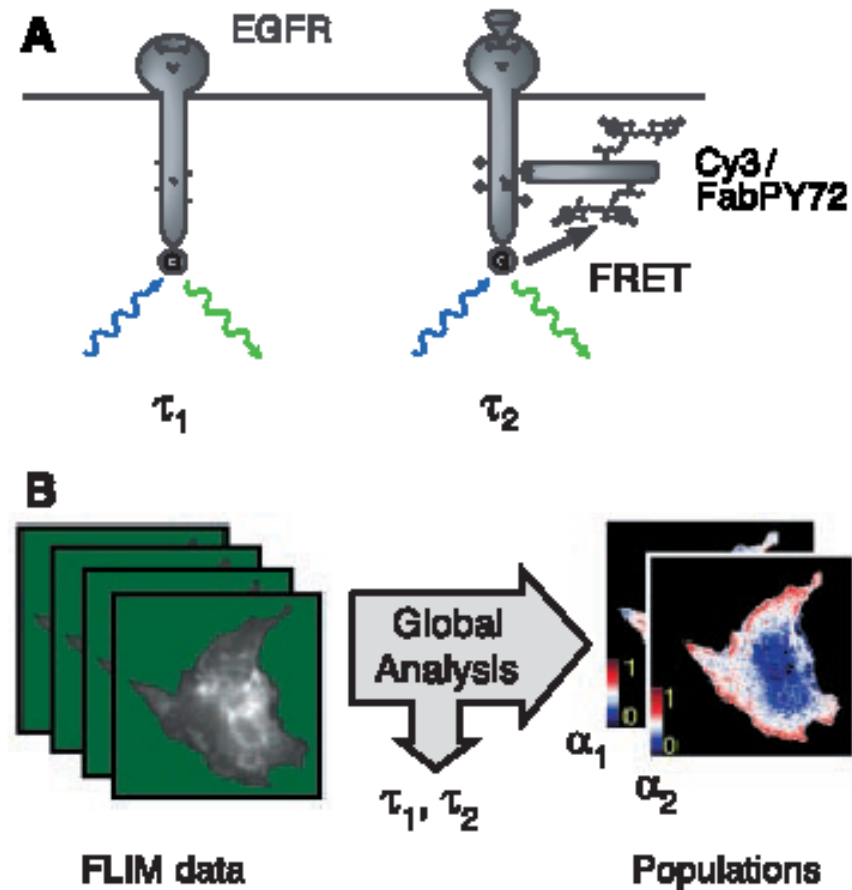 A
EGFR
Cy3/
FabPY72
G
G
FRET
τ1
τ2
B
Global
Analysis
1
0
1
0
α1
α2
τ1, τ2
FLIM data
Populations